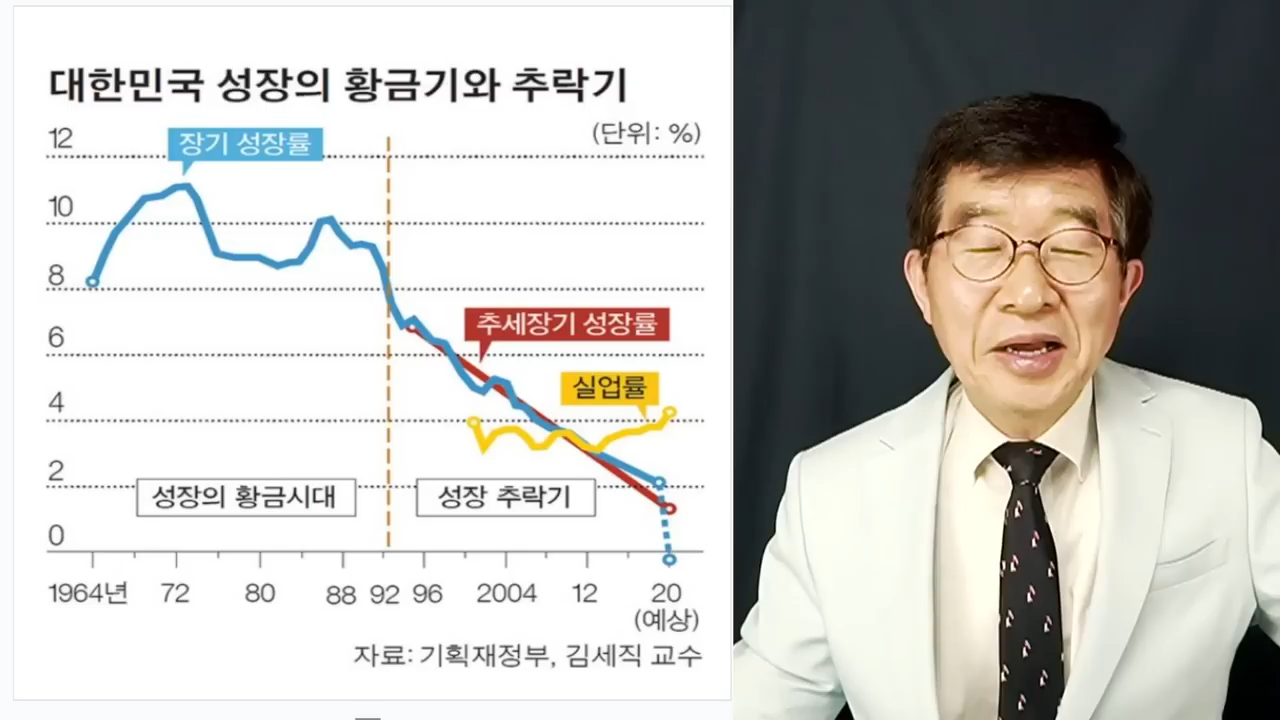 대한민국 성장의 황금기와 추락기
(단위: %)
12
장기 성장률
10
8
6
추세장기 성장률
4
실업률
2
성장의 황금시대
성장 추락기
0
1964년 72 80 88 92 96 2004 12 20
(예상)
자료: 기획재정부, 김세직 교수